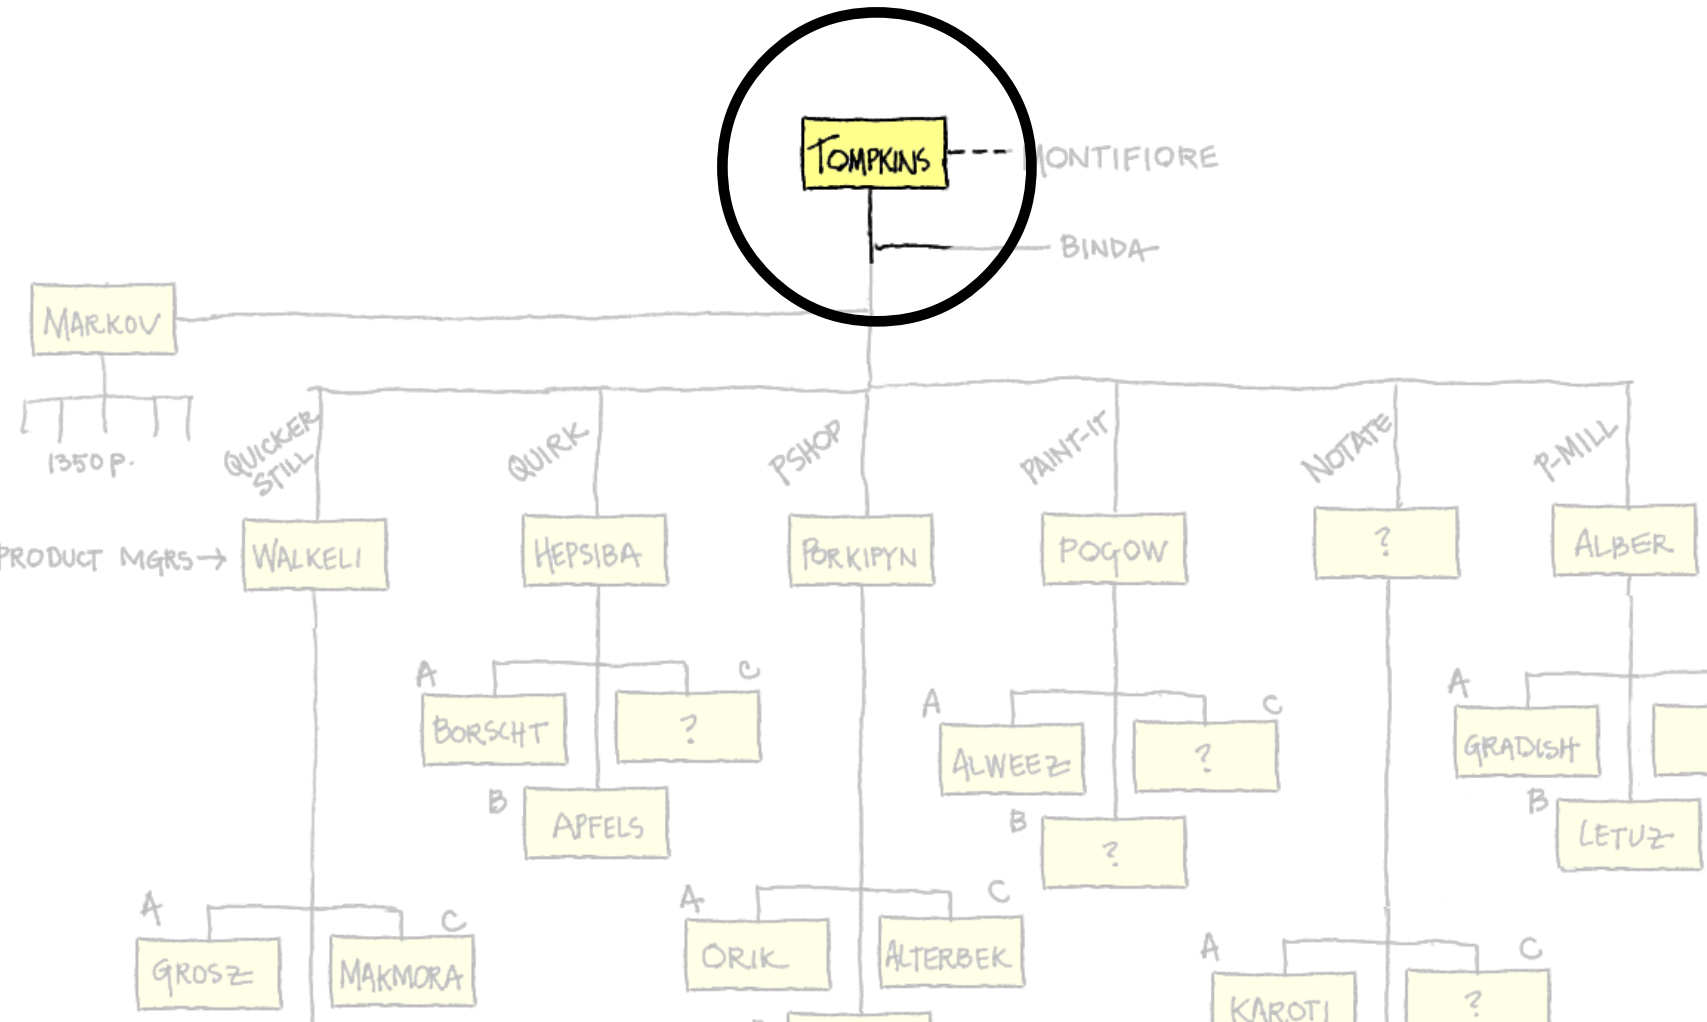 TOMPKINS
MONTIFIORE
BINDA
MARKOV
1350 P.
QUICKER
STILL
QUIRK
PSHOP
PAINT-IT
NOTATE
P-MILL
PRODUCT MGRS→
WALKELI
HEPSIBA
PORKIPYN
POGOW
?
ALBER
A
C
BORSCHT
?
B
APFELS
A
C
ALWEEZ
?
B
?
A
GRADISH
B
LETUZ
A
C
GROSZ
MAKMORA
A
C
ORIK
ALTERBEK
A
C
KAROTI
?